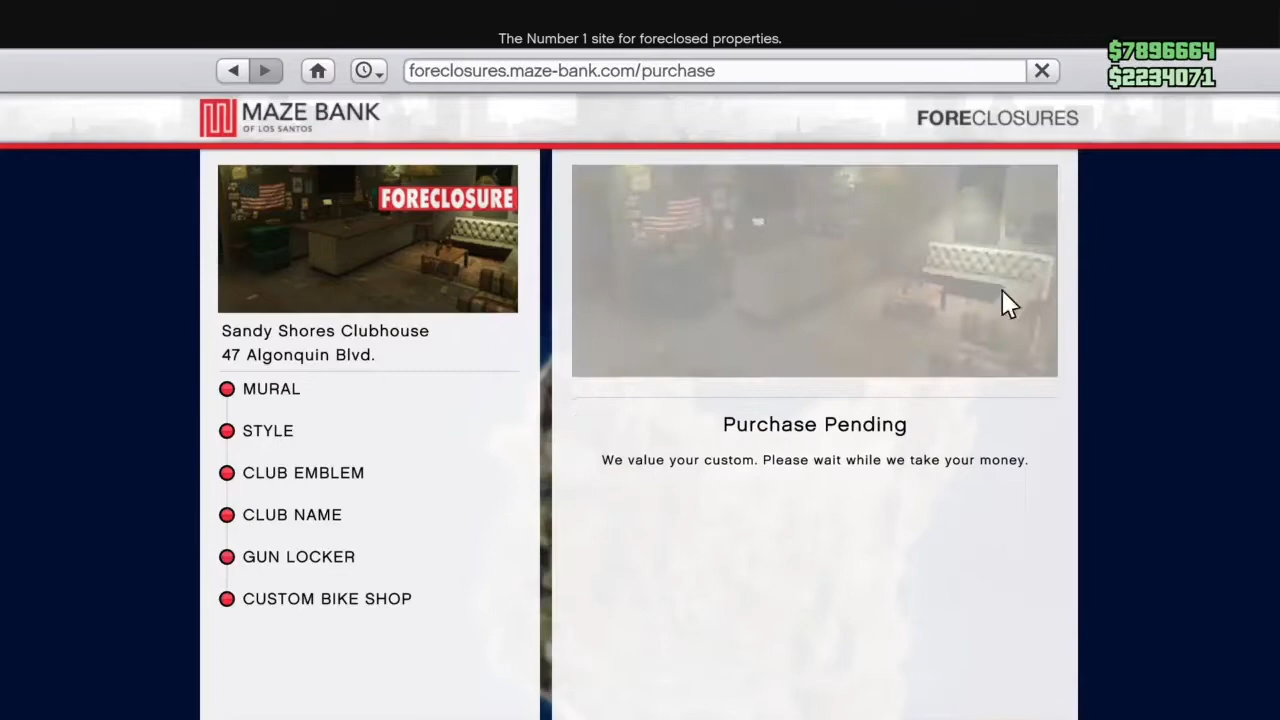 The Number 1 site for foreclosed properties.
$7896664
$2234071
foreclosures.maze-bank.com/purchase
MAZE BANK
OF LOS SANTOS
FORECLOSURES
FORECLOSURE
Sandy Shores Clubhouse
47 Algonquin Blvd.
MURAL
STYLE
CLUB EMBLEM
CLUB NAME
GUN LOCKER
CUSTOM BIKE SHOP
Purchase Pending
We value your custom. Please wait while we take your money.